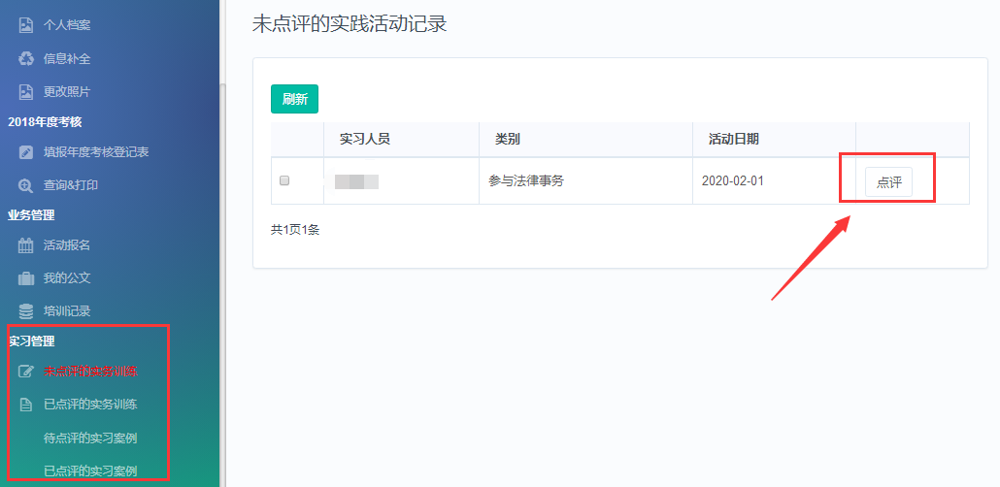 个人档案
信息补全
更改照片
2018年度考核
填报年度考核登记表
查询&打印
业务管理
活动报名
我的公文
培训记录
实习管理
未点评的实务训练
已点评的实务训练
待点评的实习案例
已点评的实习案例
未点评的实践活动记录
刷新
实习人员 类别 活动日期
参与法律事务 2020-02-01 点评
共1页1条